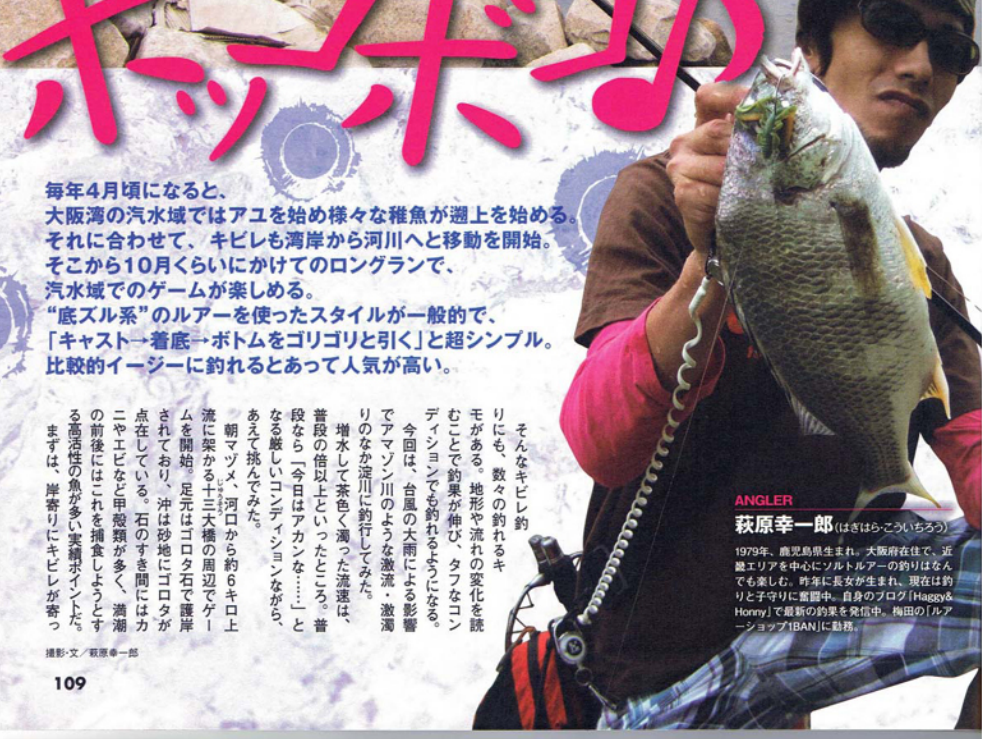 ホッコボ♪
毎年4月頃になると、
大阪湾の汽水域ではアユを始め様々な稚魚が遡上を始める。
それに合わせて、キビレも湾岸から河川へと移動を開始。
そこから10月くらいにかけてのロングランで、
汽水域でのゲームが楽しめる。
“底ズル系”のルアーを使ったスタイルが一般的で、
「キャスト→着底→ボトムをゴリゴリと引く」と超シンプル。
比較的イージーに釣れるとあって人気が高い。
そんなキビレ釣
りにも、数々の釣れるキ
モがある。地形や流れの変化を読
むことで釣果が伸び、タフなコン
ディションでも釣れるようになる。
今回は、台風の大雨による影響
でアマゾン川のような激流・激濁
りのなか淀川に釣行してみた。
増水して茶色く濁った流速は、
普段の倍以上といったところ。普
段なら「今日はアカンな……」と
なる厳しいコンディションながら、
あえて挑んでみた。
朝マヅメ、河口から約6キロ上
流に架かる十三大橋の周辺でゲー
ムを開始。足元はゴロタ石で護岸
されており、沖は砂地にゴロタが
点在している。石のすき間にはカ
ニやエビなど甲殻類が多く、満潮
の前後にはこれを捕食しようとす
る高活性の魚が多い実績ポイントだ。
まずは、岸寄りにキビレが寄っ
撮影・文／萩原幸一郎
109
ANGLER
萩原幸一郎(はぎはら・こういちろう)
1979年、鹿児島県生まれ。大阪府在住で、近
畿エリアを中心にソルトルアーの釣りはなん
でも楽しむ。昨年に長女が生まれ、現在は釣
りと子守りに奮闘中。自身のブログ「Haggy&
Honny」で最新の釣果を発信中。梅田の「ルア
ーショップ1BAN」に勤務。